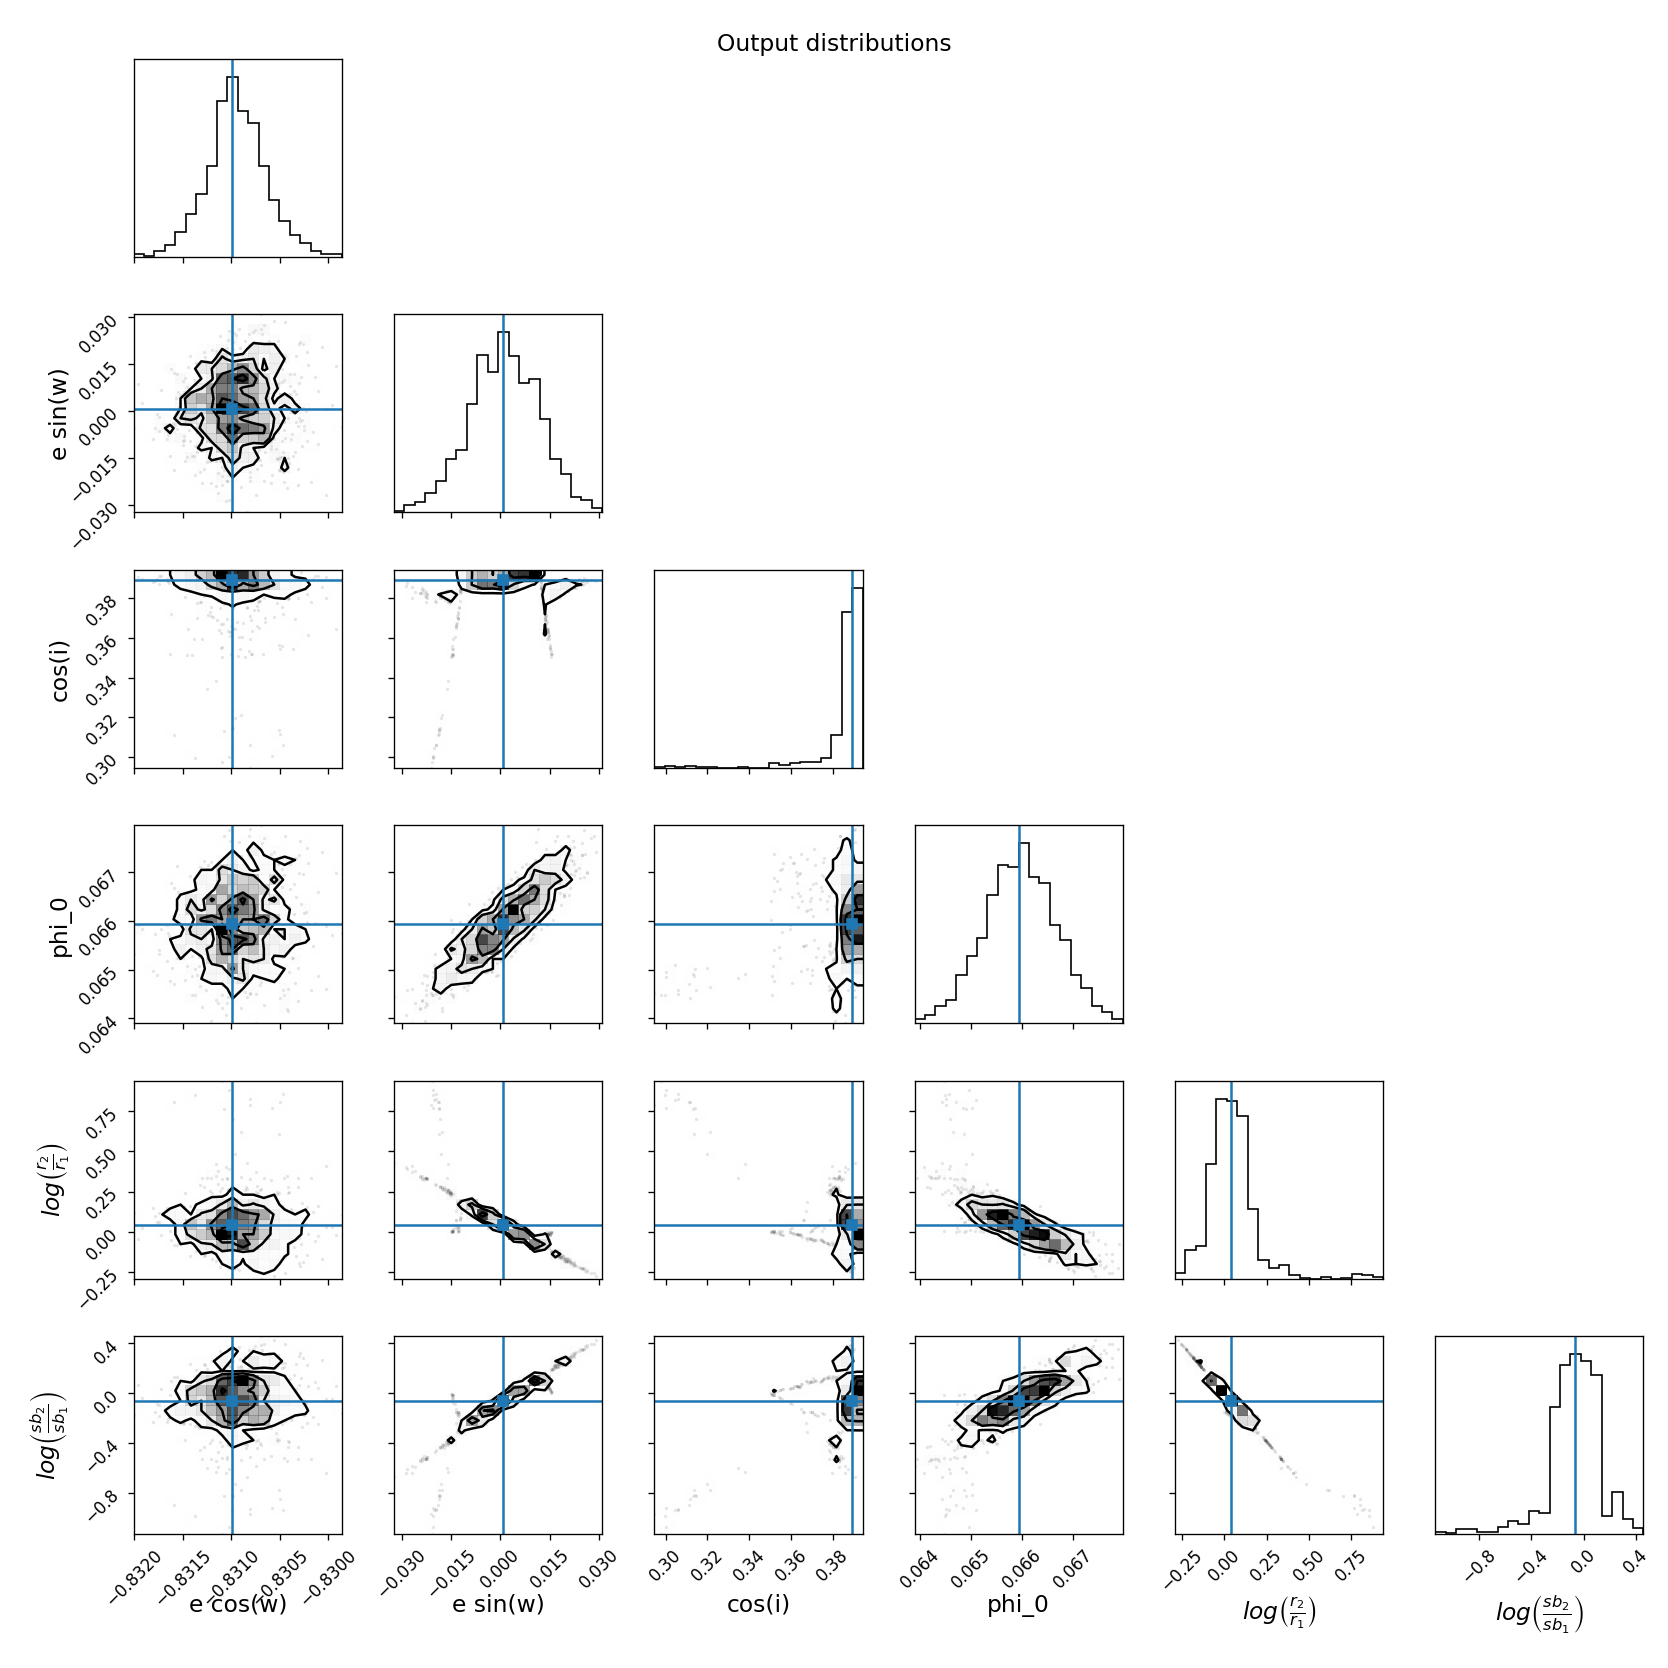 Output distributions
e sin(w)
0.030
0.015
0.000
−0.015
−0.030
cos(i)
0.38
0.36
0.34
0.32
0.30
phi_0
0.067
0.066
0.065
0.064
log(r₂/r₁)
0.75
0.50
0.25
0.00
−0.25
log(sb₂/sb₁)
0.4
0.0
−0.4
−0.8
−0.8320 −0.8315 −0.8310 −0.8305 −0.8300
−0.030 −0.015 0.000 0.015 0.030
0.30 0.32 0.34 0.36 0.38
0.064 0.065 0.066 0.067
−0.25 0.00 0.25 0.50 0.75
−0.8 −0.4 0.0 0.4
e cos(w)
e sin(w)
cos(i)
phi_0
log(r₂/r₁)
log(sb₂/sb₁)